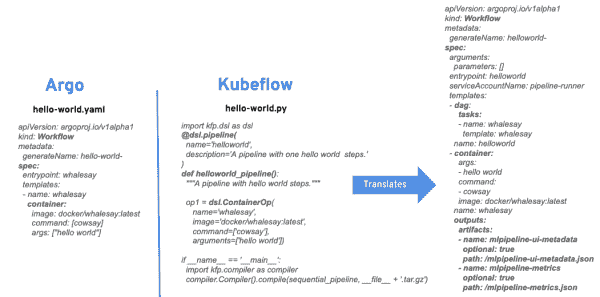 Argo
hello-world.yaml
apiVersion: argoproj.io/v1alpha1
kind: Workflow
metadata:
generateName: hello-world-
spec:
entrypoint: whalesay
templates:
- name: whalesay
container:
image: docker/whalesay:latest
command: [cowsay]
args: ["hello world"]
Kubeflow
hello-world.py
import kfp.dsl as dsl
@dsl.pipeline(
name='helloworld',
description='A pipeline with one hello world  steps.'
)
def helloworld_pipeline():
"""A pipeline with hello world steps."""
op1 = dsl.ContainerOp(
name='whalesay',
image='docker/whalesay:latest',
command=['cowsay'],
arguments=['hello world'])
if __name__ == '__main__':
import kfp.compiler as compiler
compiler.Compiler().compile(sequential_pipeline, __file__ + '.tar.gz')
Translates
apiVersion: argoproj.io/v1alpha1
kind: Workflow
metadata:
generateName: helloworld-
spec:
arguments:
parameters: []
entrypoint: helloworld
serviceAccountName: pipeline-runner
templates:
- dag:
tasks:
- name: whalesay
template: whalesay
name: helloworld
- container:
args:
- hello world
command:
- cowsay
image: docker/whalesay:latest
name: whalesay
outputs:
artifacts:
- name: mlpipeline-ui-metadata
optional: true
path: /mlpipeline-ui-metadata.json
- name: mlpipeline-metrics
optional: true
path: /mlpipeline-metrics.json